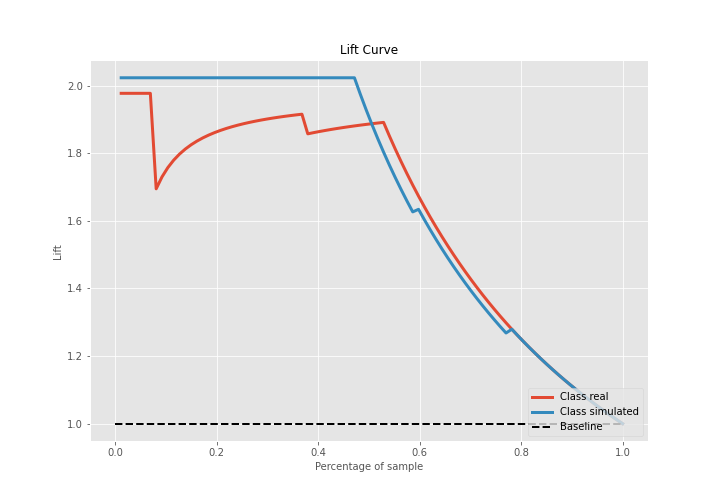 Lift Curve
Lift
2.0
1.8
1.6
1.4
1.2
1.0
0.0 0.2 0.4 0.6 0.8 1.0
Percentage of sample
Class real
Class simulated
Baseline